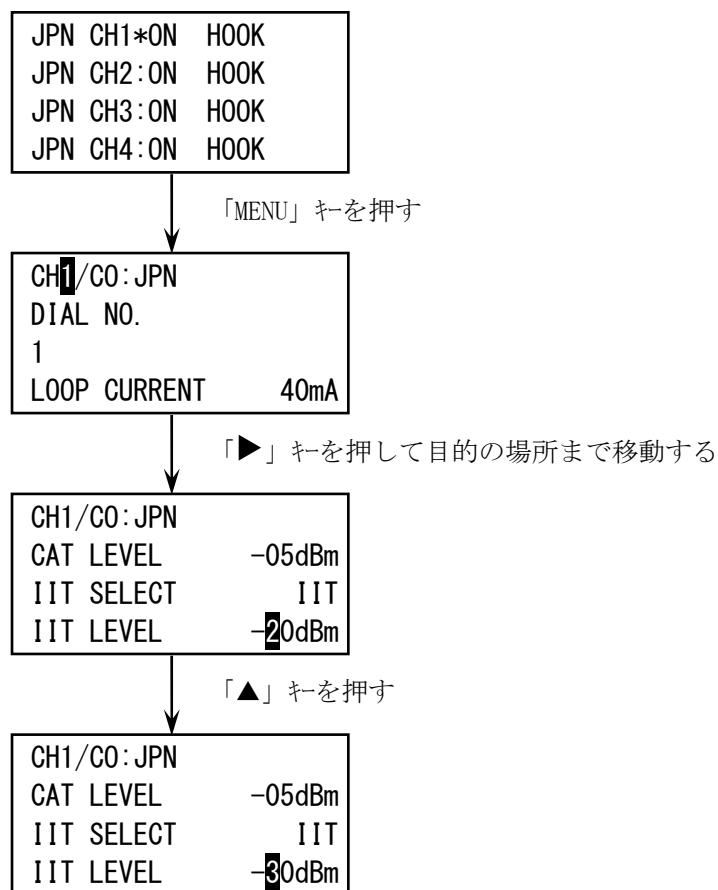 JPN CH1*ON HOOK
JPN CH2:ON HOOK
JPN CH3:ON HOOK
JPN CH4:ON HOOK
「MENU」キーを押す
CH1/CO:JPN
DIAL NO.
1
LOOP CURRENT 40mA
「▶」キーを押して目的の場所まで移動する
CH1/CO:JPN
CAT LEVEL -05dBm
IIT SELECT IIT
IIT LEVEL -20dBm
「▲」キーを押す
CH1/CO:JPN
CAT LEVEL -05dBm
IIT SELECT IIT
IIT LEVEL -30dBm